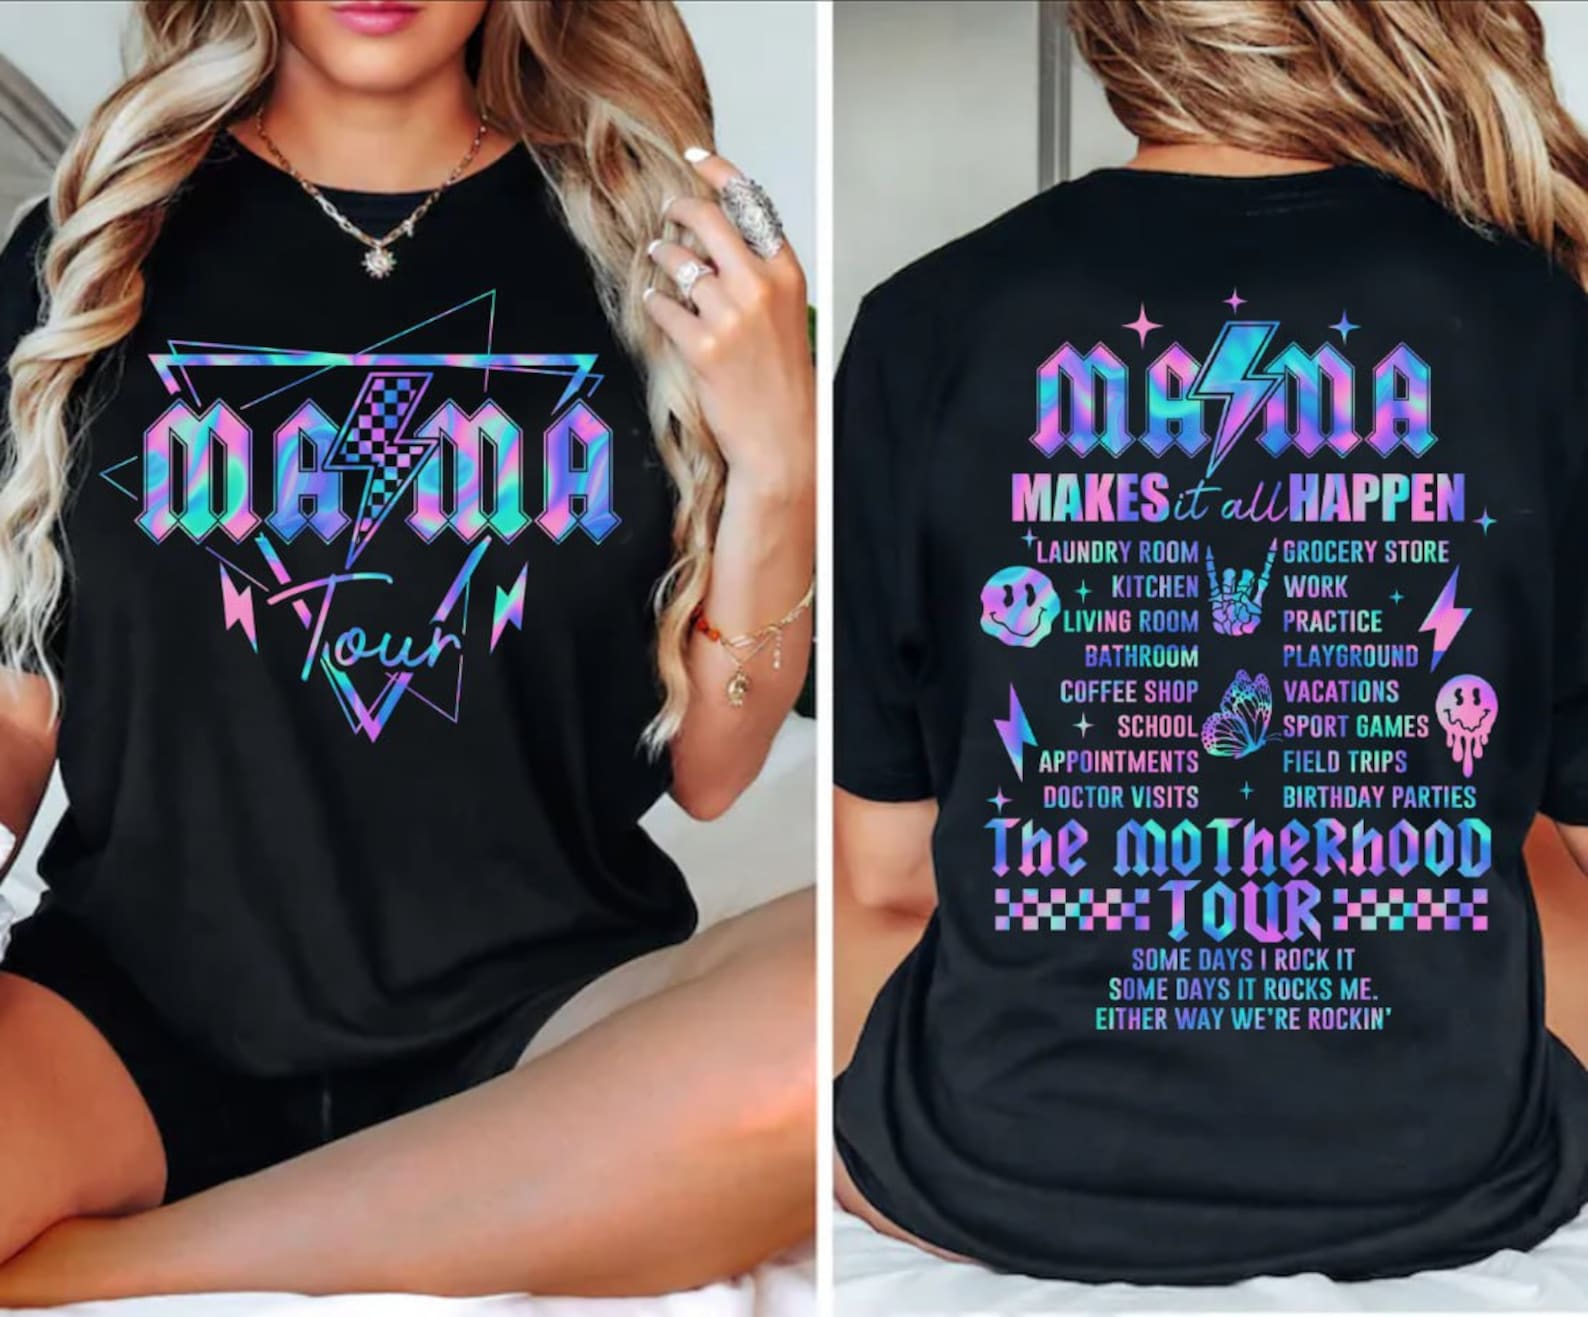 MAMA
Tour
MAMA
MAKES it all HAPPEN
LAUNDRY ROOM GROCERY STORE
KITCHEN WORK
LIVING ROOM PRACTICE
BATHROOM PLAYGROUND
COFFEE SHOP VACATIONS
SCHOOL SPORT GAMES
APPOINTMENTS FIELD TRIPS
DOCTOR VISITS BIRTHDAY PARTIES
The MoTheRhOOD
TOUR
SOME DAYS I ROCK IT
SOME DAYS IT ROCKS ME.
EITHER WAY WE'RE ROCKIN'